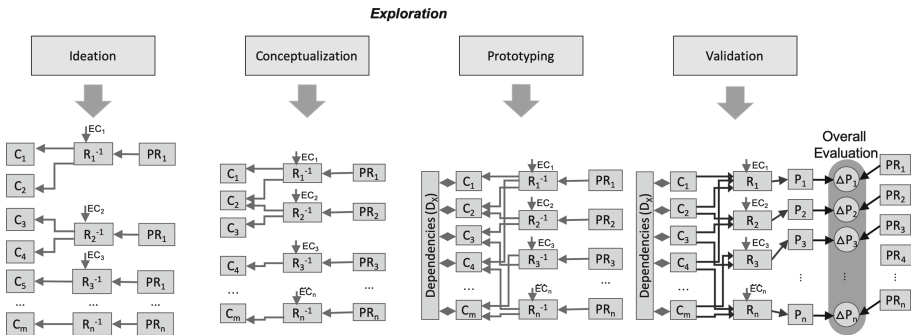 Exploration
Ideation
Conceptualization
Prototyping
Validation
EC1
C1
R1-1
PR1
C2
EC2
C3
R2-1
PR1
C4
EC3
C5
R3-1
PR1
...
...
Cm
Rn-1
PRn
EC1
C1
R1-1
PR1
C2
EC2
R2-1
PR2
C3
EC3
C4
R3-1
PR3
...
...
ECn
Cm
Rn-1
PRn
Dependencies (DX)
EC1
C1
R1-1
PR1
C2
EC2
R2-1
PR2
C3
EC3
C4
R3-1
PR3
...
...
ECn
Cm
Rn-1
PRn
Dependencies (DX)
Overall
Evaluation
EC1
C1
R1
P1
ΔP1
PR1
C2
EC2
R2
P2
ΔP2
PR2
C3
EC3
R3
P3
ΔP3
PR3
C4
PR4
...
...
...
...
ECn
Cm
Rn
Pn
ΔPn
PRn